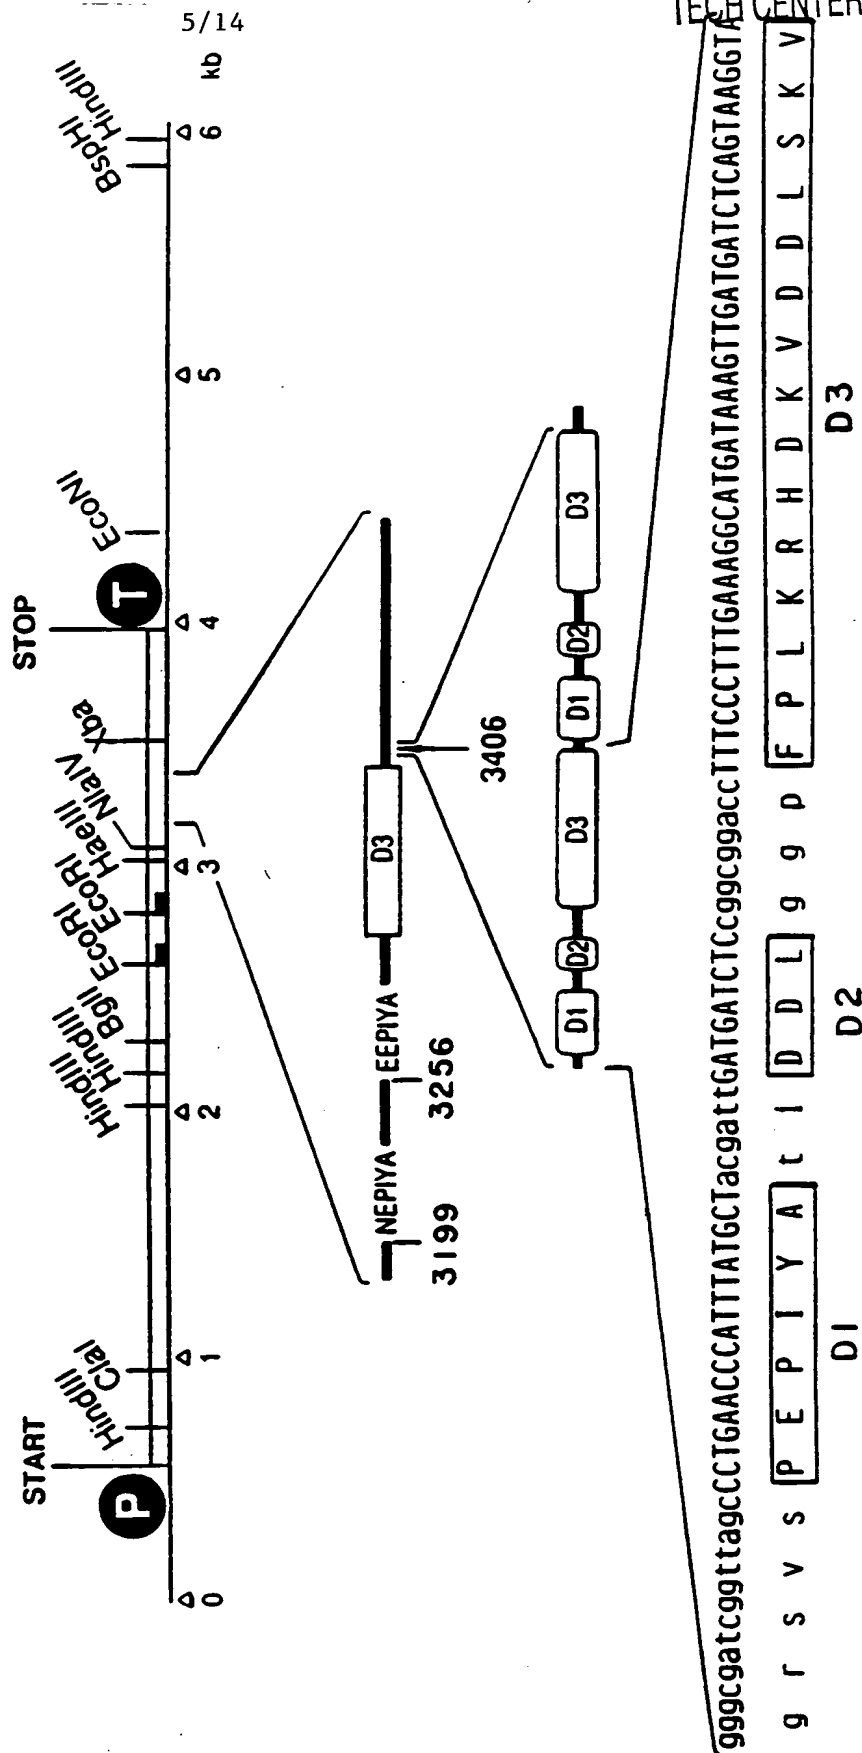 5/14
TECH CENTER
START
STOP
HindIII ClaI HindIII HindIII BglI EcoRI EcoRI HaeIII NlaIV Xba EcoNI BspHI HindIII
P T
0 1 2 3 4 5 6 kb
NEPIYA EEPIYA D3
3199 3256 3406
D1 D2 D3 D1 D2 D3
gggcgatcggttagcCCTGAACCCATTTATGCTacgattGATGATCTCcggcggaccTTTCCCTTTGAAAGGCATGATAAAGTTGATGATCTCAGTAAGGTA
g r s v s P E P I Y A t I D D L g g p F P L K R H D K V D D L S K V
D1 D2 D3